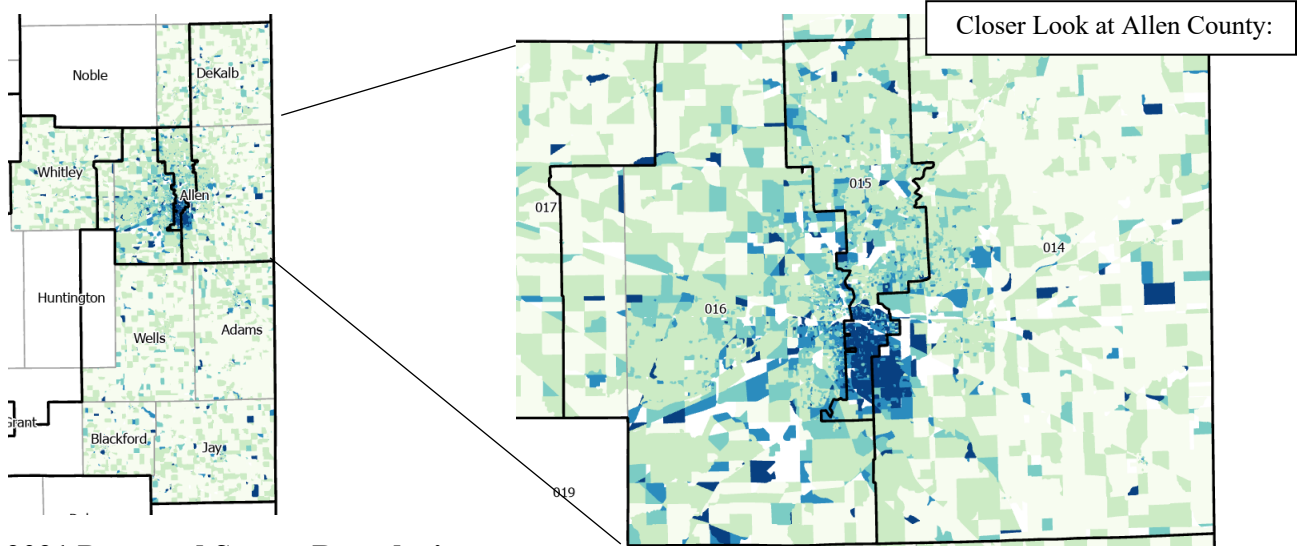 Closer Look at Allen County:
Noble
DeKalb
Whitley
Allen
Huntington
Wells
Adams
Grant
Blackford
Jay
015
017
014
016
019